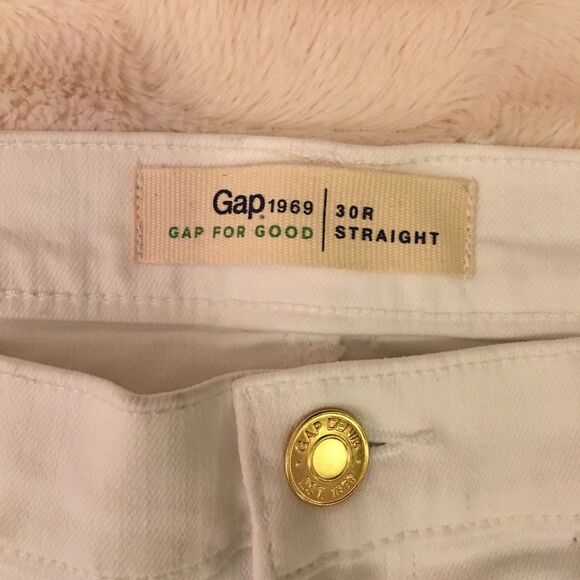 Gap 1969
GAP FOR GOOD
30R
STRAIGHT
GAP DENIM
EST. 1969